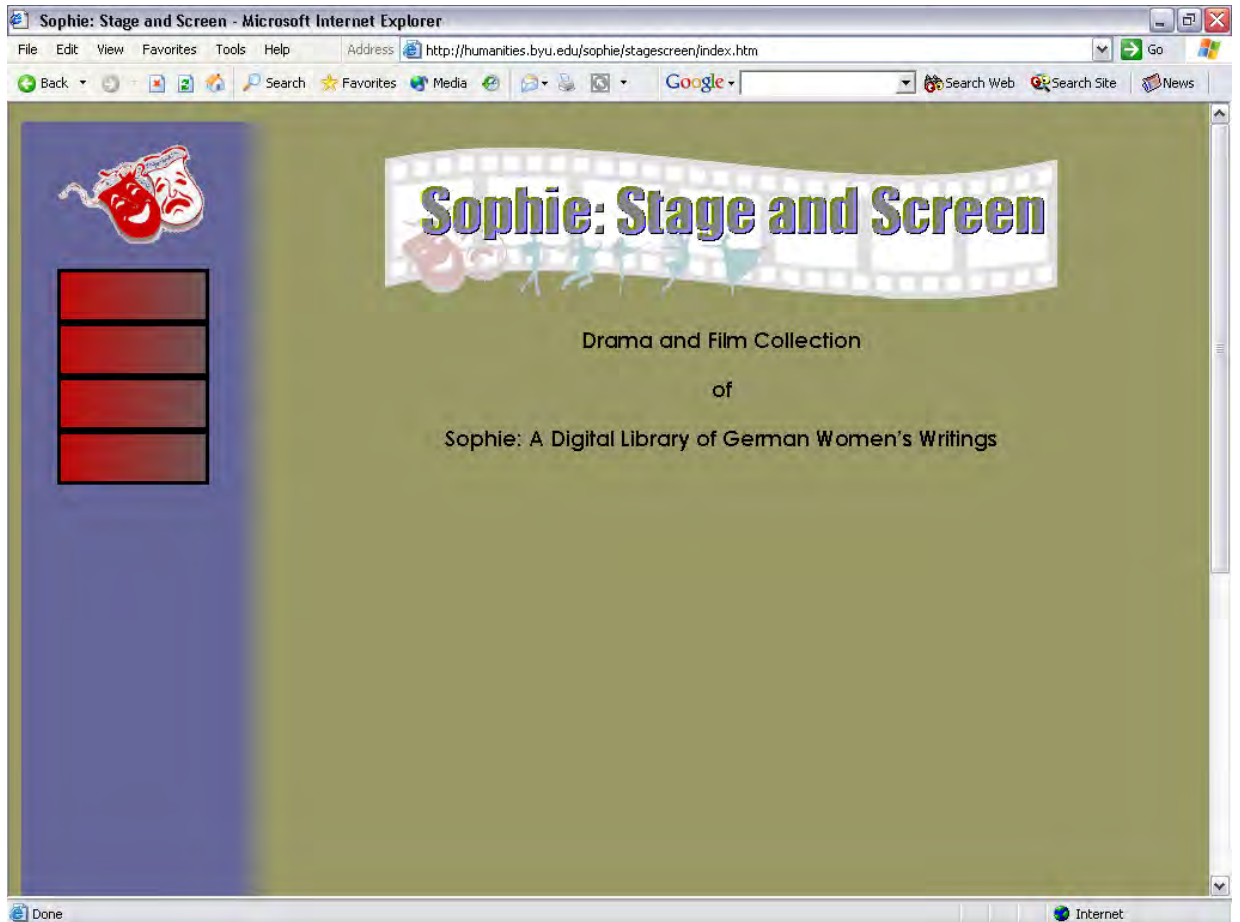 Sophie: Stage and Screen - Microsoft Internet Explorer
File Edit View Favorites Tools Help Address http://humanities.byu.edu/sophie/stagescreen/index.htm Go
Back Search Favorites Media Google Search Web Search Site News
Sophie: Stage and Screen
Drama and Film Collection
of
Sophie: A Digital Library of German Women's Writings
Done Internet